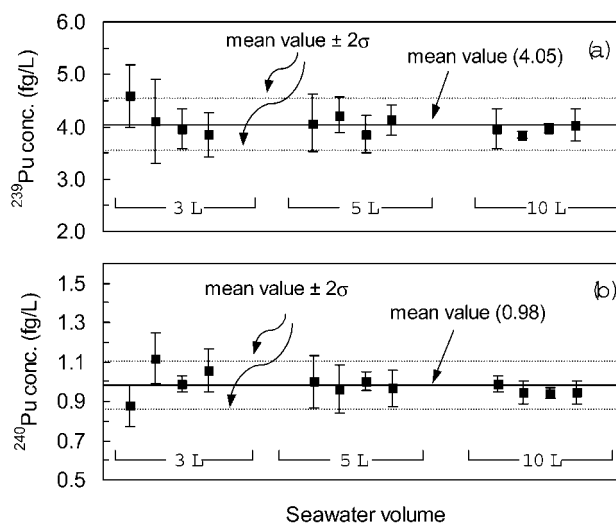 6.0
5.0
4.0
3.0
2.0
²³⁹Pu conc. (fg/L)
mean value ± 2σ
mean value (4.05)
(a)
3 L
5 L
10 L
1.5
1.3
1.1
0.9
0.7
0.5
²⁴⁰Pu conc. (fg/L)
mean value ± 2σ
mean value (0.98)
(b)
3 L
5 L
10 L
Seawater volume